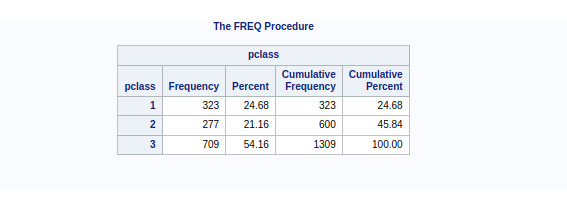 The FREQ Procedure
pclass
pclass Frequency Percent Cumulative Frequency Cumulative Percent
1 323 24.68 323 24.68
2 277 21.16 600 45.84
3 709 54.16 1309 100.00